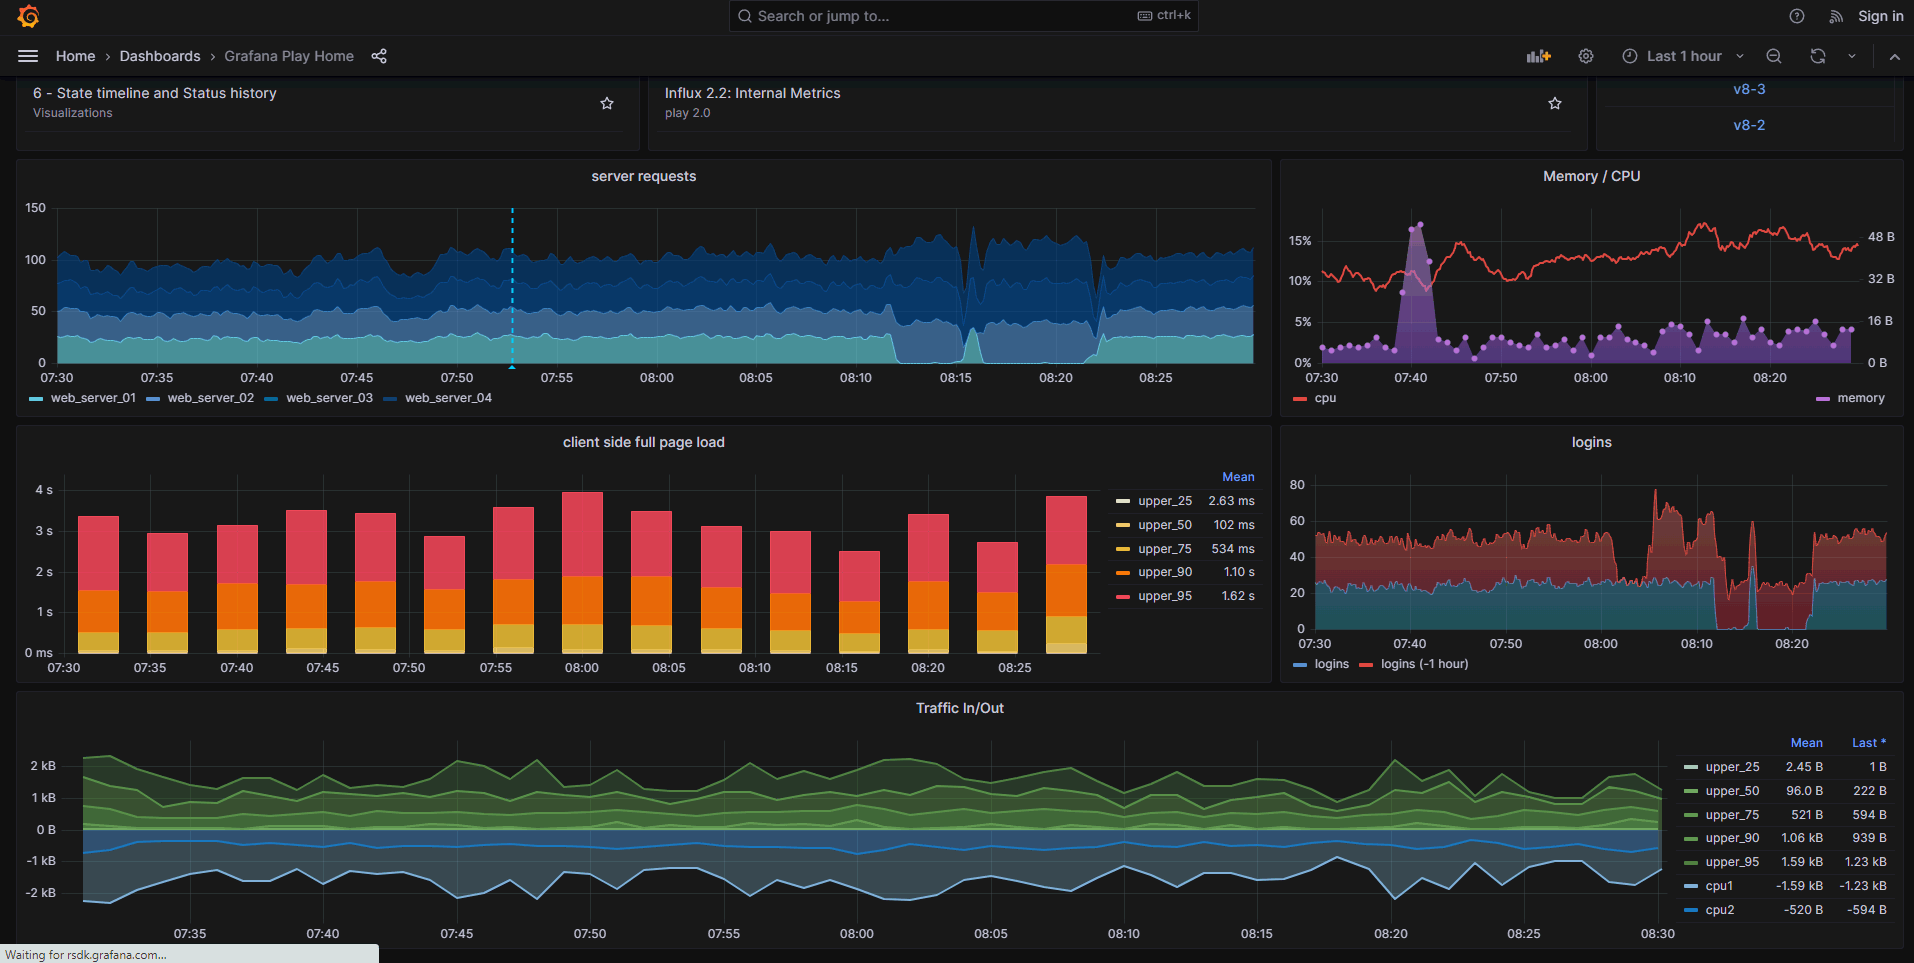 Search or jump to... ctrl+k Sign in
Home › Dashboards › Grafana Play Home Last 1 hour
6 - State timeline and Status history
Visualizations
Influx 2.2: Internal Metrics
play 2.0
v8-3
v8-2
server requests
150
100
50
0
07:30 07:35 07:40 07:45 07:50 07:55 08:00 08:05 08:10 08:15 08:20 08:25
web_server_01 web_server_02 web_server_03 web_server_04
Memory / CPU
15% 48 B
10% 32 B
5% 16 B
0% 0 B
07:30 07:40 07:50 08:00 08:10 08:20
cpu memory
client side full page load
4 s
3 s
2 s
1 s
0 ms
07:30 07:35 07:40 07:45 07:50 07:55 08:00 08:05 08:10 08:15 08:20 08:25
Mean
upper_25 2.63 ms
upper_50 102 ms
upper_75 534 ms
upper_90 1.10 s
upper_95 1.62 s
logins
80
60
40
20
0
07:30 07:40 07:50 08:00 08:10 08:20
logins logins (-1 hour)
Traffic In/Out
2 kB
1 kB
0 B
-1 kB
-2 kB
07:35 07:40 07:45 07:50 07:55 08:00 08:05 08:10 08:15 08:20 08:25 08:30
Mean Last *
upper_25 2.45 B 1 B
upper_50 96.0 B 222 B
upper_75 521 B 594 B
upper_90 1.06 kB 939 B
upper_95 1.59 kB 1.23 kB
cpu1 -1.59 kB -1.23 kB
cpu2 -520 B -594 B
Waiting for rsdk.grafana.com...